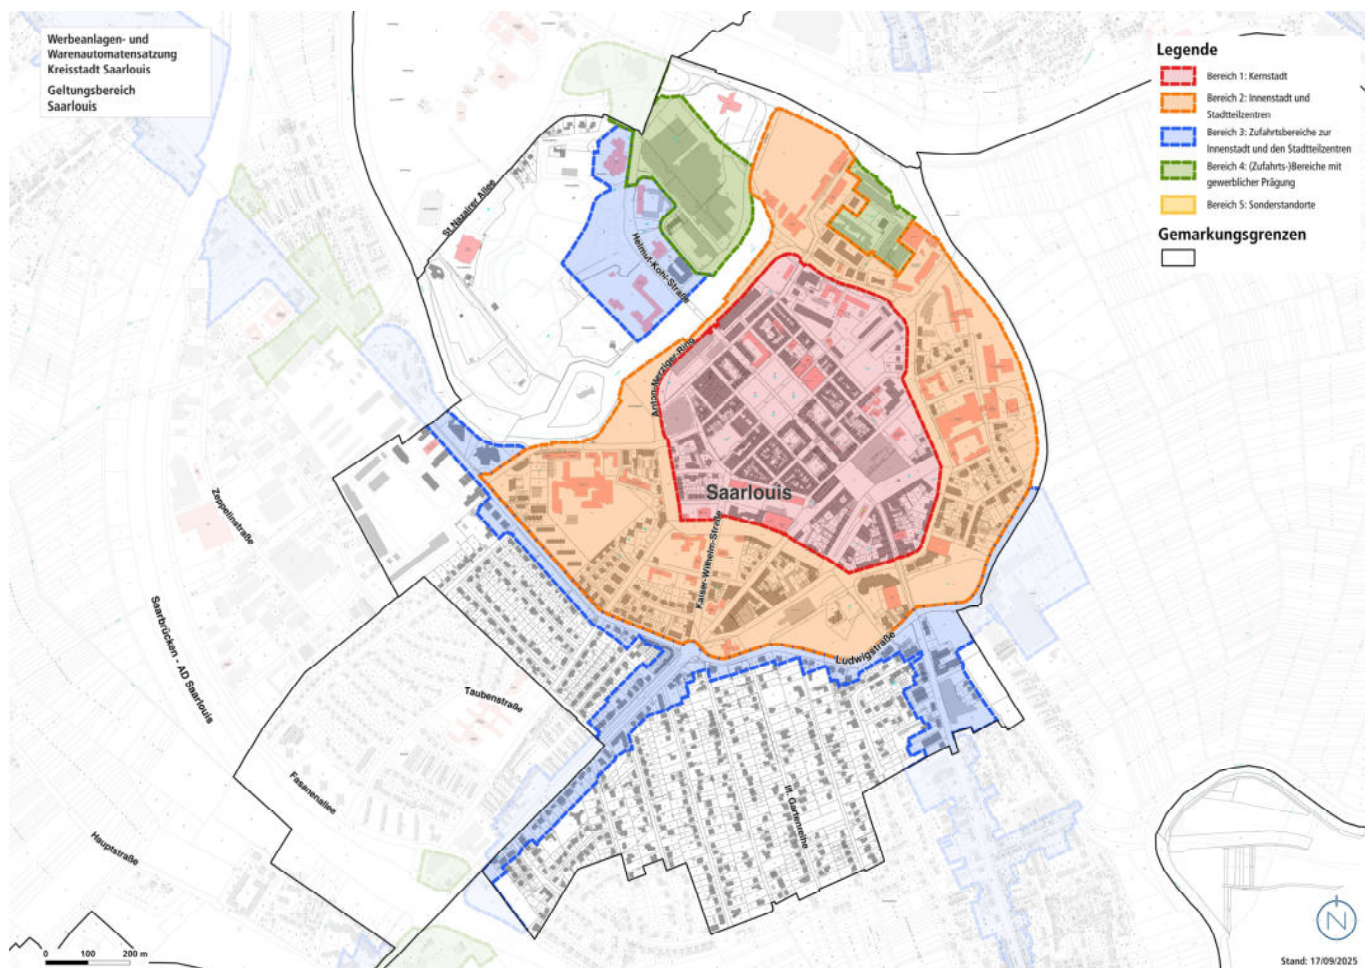 Werbeanlagen- und
Warenautomatensatzung
Kreisstadt Saarlouis
Geltungsbereich
Saarlouis
Legende
Bereich 1: Kernstadt
Bereich 2: Innenstadt und
Stadtteilzentren
Bereich 3: Zufahrtsbereiche zur
Innenstadt und den Stadtteilzentren
Bereich 4: (Zufahrts-)Bereiche mit
gewerblicher Prägung
Bereich 5: Sonderstandorte
Gemarkungsgrenzen
St.Nazairer Allee
Helmut-Kohl-Straße
Anton-Merziger-Ring
Saarlouis
Zeppelinstraße
Kaiser-Wilhelm-Straße
Saarbrücken - AD Saarlouis
Ludwigstraße
Taubenstraße
Fasanenallee
III. Gartenreihe
Hauptstraße
N
0 100 200 m
Stand: 17/09/2025